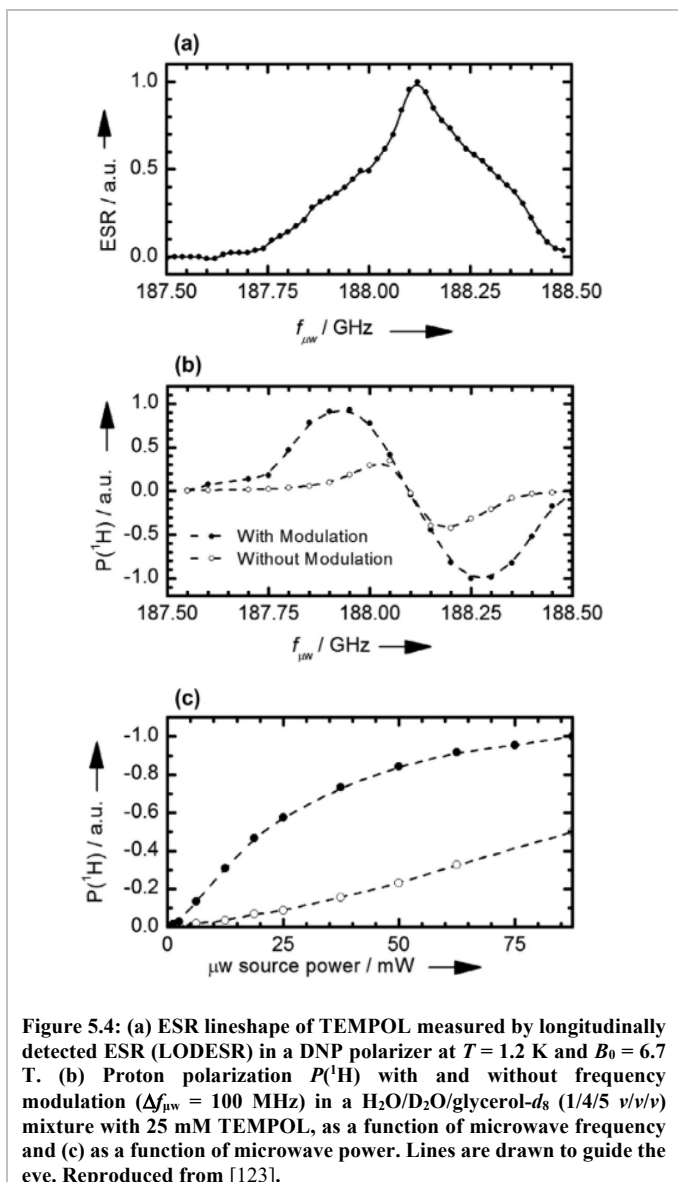 (a)
1.0
0.5
0.0
ESR / a.u.
187.50 187.75 188.00 188.25 188.50
fμw / GHz
(b)
1.0
0.5
0.0
-0.5
-1.0
P(¹H) / a.u.
With Modulation
Without Modulation
187.50 187.75 188.00 188.25 188.50
fμw / GHz
(c)
-1.0
-0.8
-0.6
-0.4
-0.2
0.0
P(¹H) / a.u.
0 25 50 75
μw source power / mW
Figure 5.4: (a) ESR lineshape of TEMPOL measured by longitudinally
detected ESR (LODESR) in a DNP polarizer at T = 1.2 K and B₀ = 6.7
T. (b) Proton polarization P(¹H) with and without frequency
modulation (Δfμw = 100 MHz) in a H₂O/D₂O/glycerol-d₈ (1/4/5 v/v/v)
mixture with 25 mM TEMPOL, as a function of microwave frequency
and (c) as a function of microwave power. Lines are drawn to guide the
eye. Reproduced from [123].